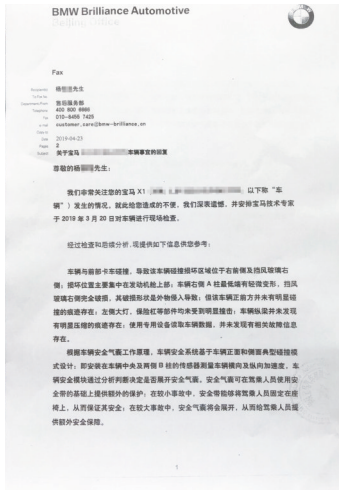 BMW Brilliance Automotive
Beijing Office
Fax
杨 先生
售后服务部
400 800 6666
010-6455 7425
customer.care@bmw-brilliance.cn
Date
2019-04-23
Pages
2
Subject
关于宝马 车辆事宜的回复
尊敬的杨 先生：
我们非常关注您的宝马 X1 以下称“车
辆”）发生的情况，就此给您造成的不便，我们深表遗憾，并安排宝马技术专家
于 2019 年 3 月 20 日对车辆进行现场检查。
经过检查和后续分析，现提供如下信息供您参考：
车辆与前部卡车碰撞，导致该车辆碰撞损坏区域位于右前侧及挡风玻璃右
侧；损坏位置主要集中在发动机舱上部；车辆右侧 A 柱最低端有轻微变形，挡风
玻璃右侧完全破损，其破损形状是外物侵入导致；但该车辆正前方并未有明显碰
撞的痕迹存在；左侧大灯、保险杠等部件均未受到明显撞击；车辆纵梁并未发现
有明显压缩的痕迹存在；使用专用设备读取车辆数据，并未发现有相关故障信息
存在。
根据车辆安全气囊工作原理，车辆安全系统基于车辆正面和侧面典型碰撞模
式设计；即安装在车辆中央及两侧 B 柱的传感器测量车辆横向及纵向加速度，车
辆安全模块通过分析判断决定是否展开安全气囊。安全气囊可在驾乘人员使用安
全带的基础上提供额外的保护；在较小事故中，安全带能够将驾乘人员固定在座
椅上，从而保证其安全；在较大事故中，安全气囊将会展开，从而给驾乘人员提
供额外安全保障。
1